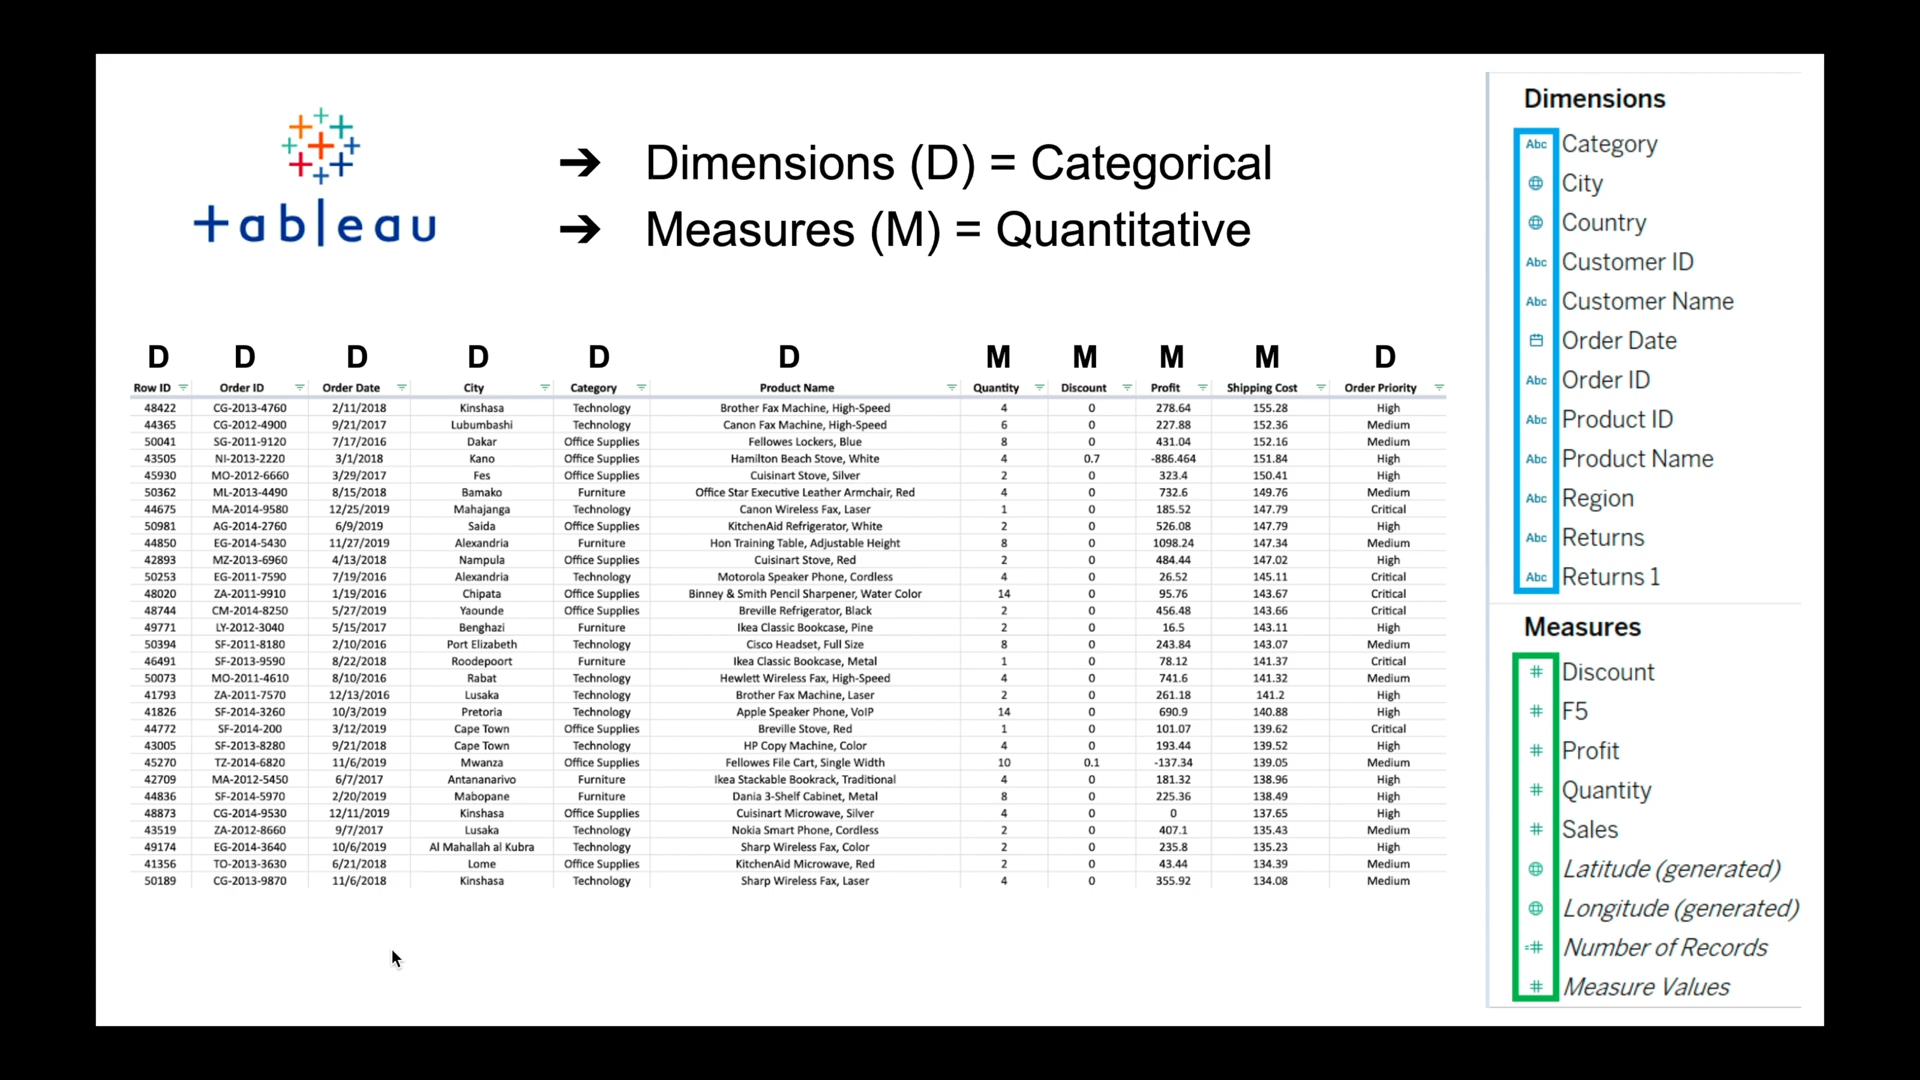 tableau
➔ Dimensions (D) = Categorical
➔ Measures (M) = Quantitative
D D D D D D M M M M D
Row ID Order ID Order Date City Category Product Name Quantity Discount Profit Shipping Cost Order Priority
48422 CG-2013-4760 2/11/2018 Kinshasa Technology Brother Fax Machine, High-Speed 4 0 278.64 155.28 High
44365 CG-2012-4900 9/21/2017 Lubumbashi Technology Canon Fax Machine, High-Speed 6 0 227.88 152.36 Medium
50041 SG-2011-9120 7/17/2016 Dakar Office Supplies Fellowes Lockers, Blue 8 0 431.04 152.16 Medium
43505 NI-2013-2220 3/1/2018 Kano Office Supplies Hamilton Beach Stove, White 4 0.7 -886.464 151.84 High
45930 MO-2012-6660 3/29/2017 Fes Office Supplies Cuisinart Stove, Silver 2 0 323.4 150.41 High
50362 ML-2013-4490 8/15/2018 Bamako Furniture Office Star Executive Leather Armchair, Red 4 0 732.6 149.76 Medium
44675 MA-2014-9580 12/25/2019 Mahajanga Technology Canon Wireless Fax, Laser 1 0 185.52 147.79 Critical
50981 AG-2014-2760 6/9/2019 Saida Office Supplies KitchenAid Refrigerator, White 2 0 526.08 147.79 High
44850 EG-2014-5430 11/27/2019 Alexandria Furniture Hon Training Table, Adjustable Height 8 0 1098.24 147.34 Medium
42893 MZ-2013-6960 4/13/2018 Nampula Office Supplies Cuisinart Stove, Red 2 0 484.44 147.02 High
50253 EG-2011-7590 7/19/2016 Alexandria Technology Motorola Speaker Phone, Cordless 4 0 26.52 145.11 Critical
48020 ZA-2011-9910 1/19/2016 Chipata Office Supplies Binney & Smith Pencil Sharpener, Water Color 14 0 95.76 143.67 Critical
48744 CM-2014-8250 5/27/2019 Yaounde Office Supplies Breville Refrigerator, Black 2 0 456.48 143.66 Critical
49771 LY-2012-3040 5/15/2017 Benghazi Furniture Ikea Classic Bookcase, Pine 2 0 16.5 143.11 High
50394 SF-2011-8180 2/10/2016 Port Elizabeth Technology Cisco Headset, Full Size 8 0 243.84 143.07 Medium
46491 SF-2013-9590 8/22/2018 Roodepoort Furniture Ikea Classic Bookcase, Metal 1 0 78.12 141.37 Critical
50073 MO-2011-4610 8/10/2016 Rabat Technology Hewlett Wireless Fax, High-Speed 4 0 741.6 141.32 Medium
41793 ZA-2011-7570 12/13/2016 Lusaka Technology Brother Fax Machine, Laser 2 0 261.18 141.2 High
41826 SF-2014-3260 10/3/2019 Pretoria Technology Apple Speaker Phone, VoIP 14 0 690.9 140.88 High
44772 SF-2014-200 3/12/2019 Cape Town Office Supplies Breville Stove, Red 1 0 101.07 139.62 Critical
43005 SF-2013-8280 9/21/2018 Cape Town Technology HP Copy Machine, Color 4 0 193.44 139.52 High
45270 TZ-2014-6820 11/6/2019 Mwanza Office Supplies Fellowes File Cart, Single Width 10 0.1 -137.34 139.05 Medium
42709 MA-2012-5450 6/7/2017 Antananarivo Furniture Ikea Stackable Bookrack, Traditional 4 0 181.32 138.96 High
44836 SF-2014-5970 2/20/2019 Mabopane Furniture Dania 3-Shelf Cabinet, Metal 8 0 225.36 138.49 High
48873 CG-2014-9530 12/11/2019 Kinshasa Office Supplies Cuisinart Microwave, Silver 4 0 0 137.65 High
43519 ZA-2012-8660 9/7/2017 Lusaka Technology Nokia Smart Phone, Cordless 2 0 407.1 135.43 Medium
49174 EG-2014-3640 10/6/2019 Al Mahallah al Kubra Technology Sharp Wireless Fax, Color 2 0 235.8 135.23 High
41356 TO-2013-3630 6/21/2018 Lome Office Supplies KitchenAid Microwave, Red 2 0 43.44 134.39 Medium
50189 CG-2013-9870 11/6/2018 Kinshasa Technology Sharp Wireless Fax, Laser 4 0 355.92 134.08 Medium
Dimensions
Abc Category
City
Country
Abc Customer ID
Abc Customer Name
Order Date
Abc Order ID
Abc Product ID
Abc Product Name
Abc Region
Abc Returns
Abc Returns 1
Measures
# Discount
# F5
# Profit
# Quantity
# Sales
Latitude (generated)
Longitude (generated)
=# Number of Records
# Measure Values